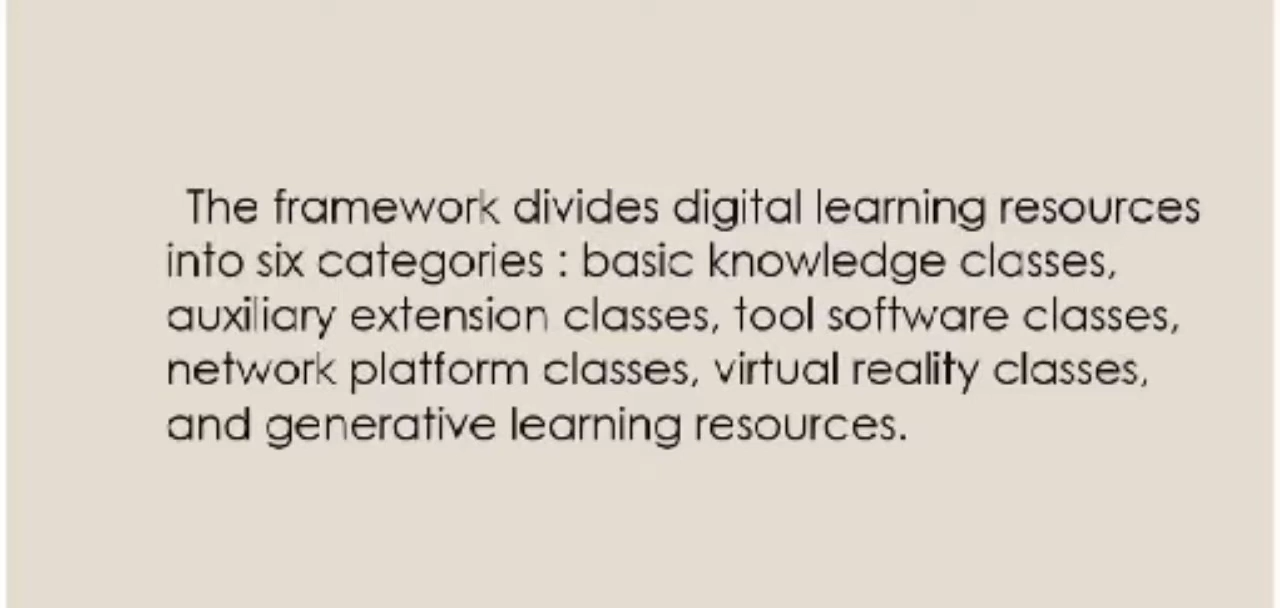 The framework divides digital learning resources
into six categories : basic knowledge classes,
auxiliary extension classes, tool software classes,
network platform classes, virtual reality classes,
and generative learning resources.